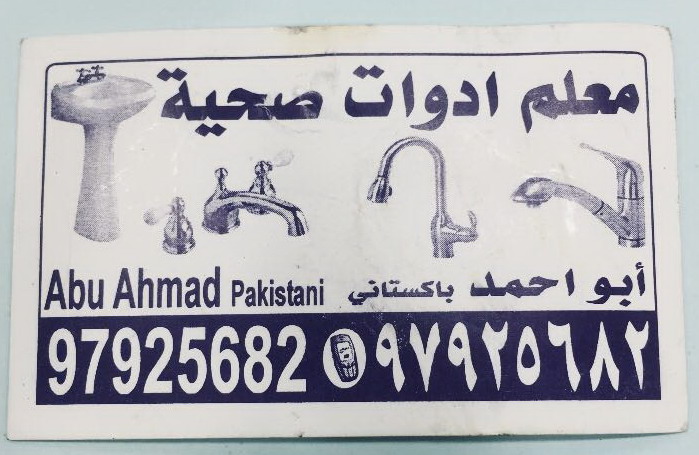 معلم ادوات صحية
Abu Ahmad Pakistani أبو احمد باكستاني
97925682 ٩٧٩٢٥٦٨٢